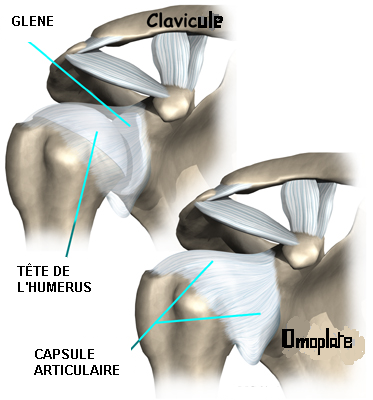 GLENE
Clavicule
TÊTE DE
L'HUMERUS
Omoplate
CAPSULE
ARTICULAIRE